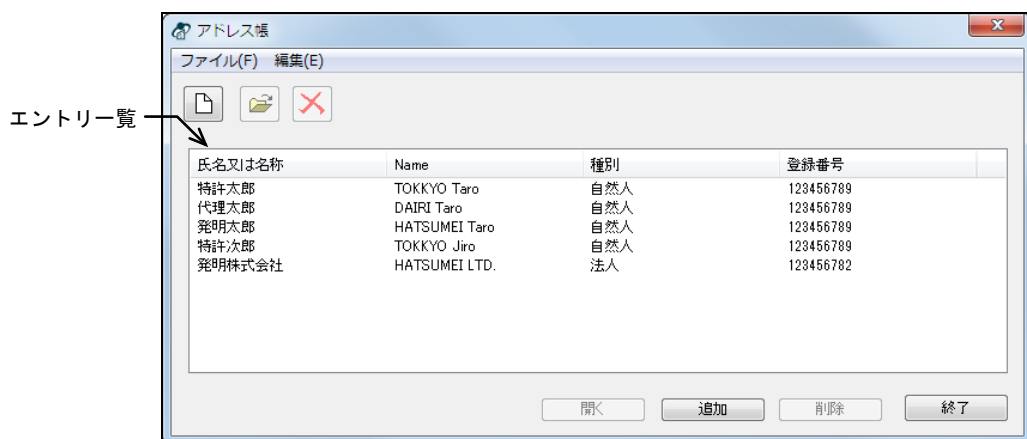 アドレス帳
ファイル(F) 編集(E)
エントリ一覧
氏名又は名称 Name 種別 登録番号
特許太郎 TOKKYO Taro 自然人 123456789
代理太郎 DAIRI Taro 自然人 123456789
発明太郎 HATSUMEI Taro 自然人 123456789
特許次郎 TOKKYO Jiro 自然人 123456789
発明株式会社 HATSUMEI LTD. 法人 123456782
開く 追加 削除 終了